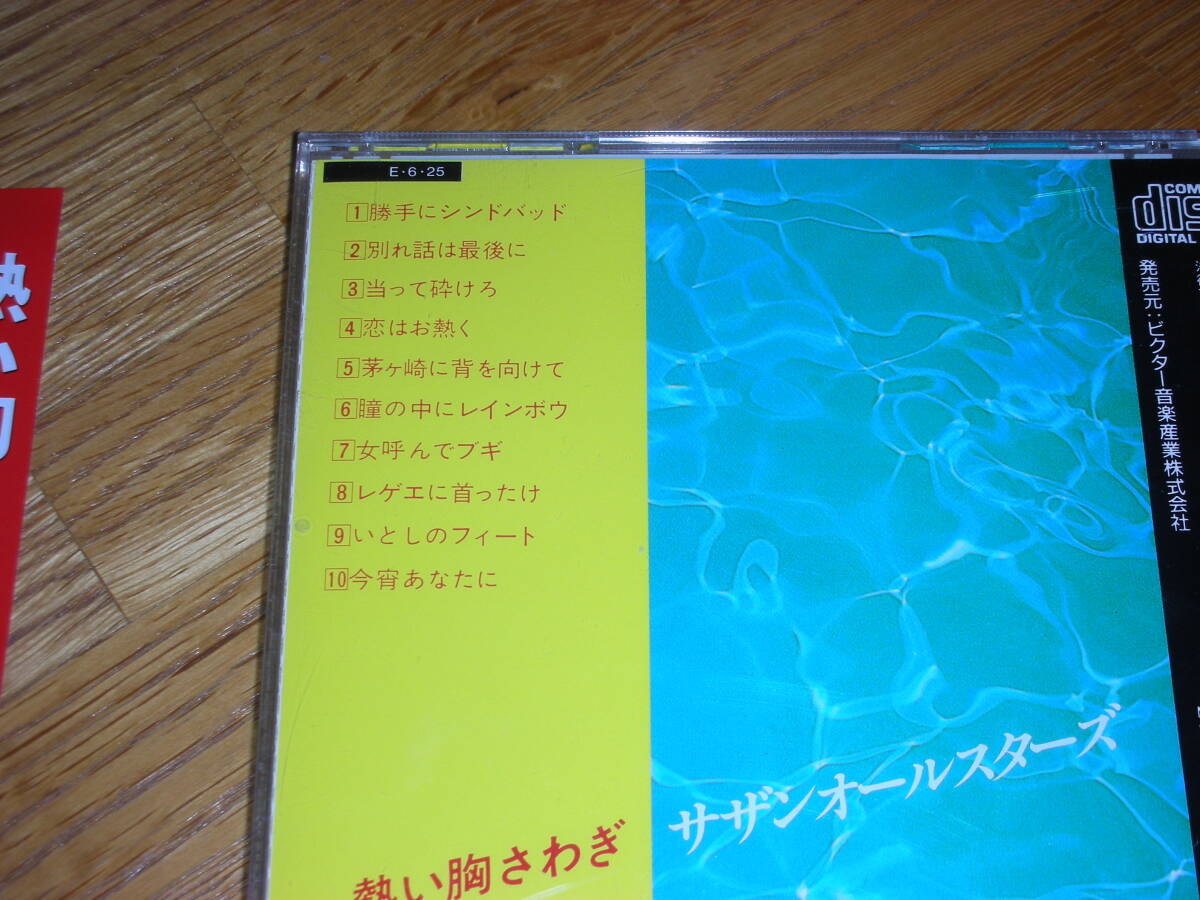 E・6・25
1勝手にシンドバッド
2別れ話は最後に
3当って砕けろ
4恋はお熱く
5茅ヶ崎に背を向けて
6瞳の中にレインボウ
7女呼んでブギ
8レゲエに首ったけ
9いとしのフィート
10今宵あなたに
熱い胸さわぎ
サザンオールスターズ
DIGITAL
発売元:ビクター音楽産業株式会社
熱い